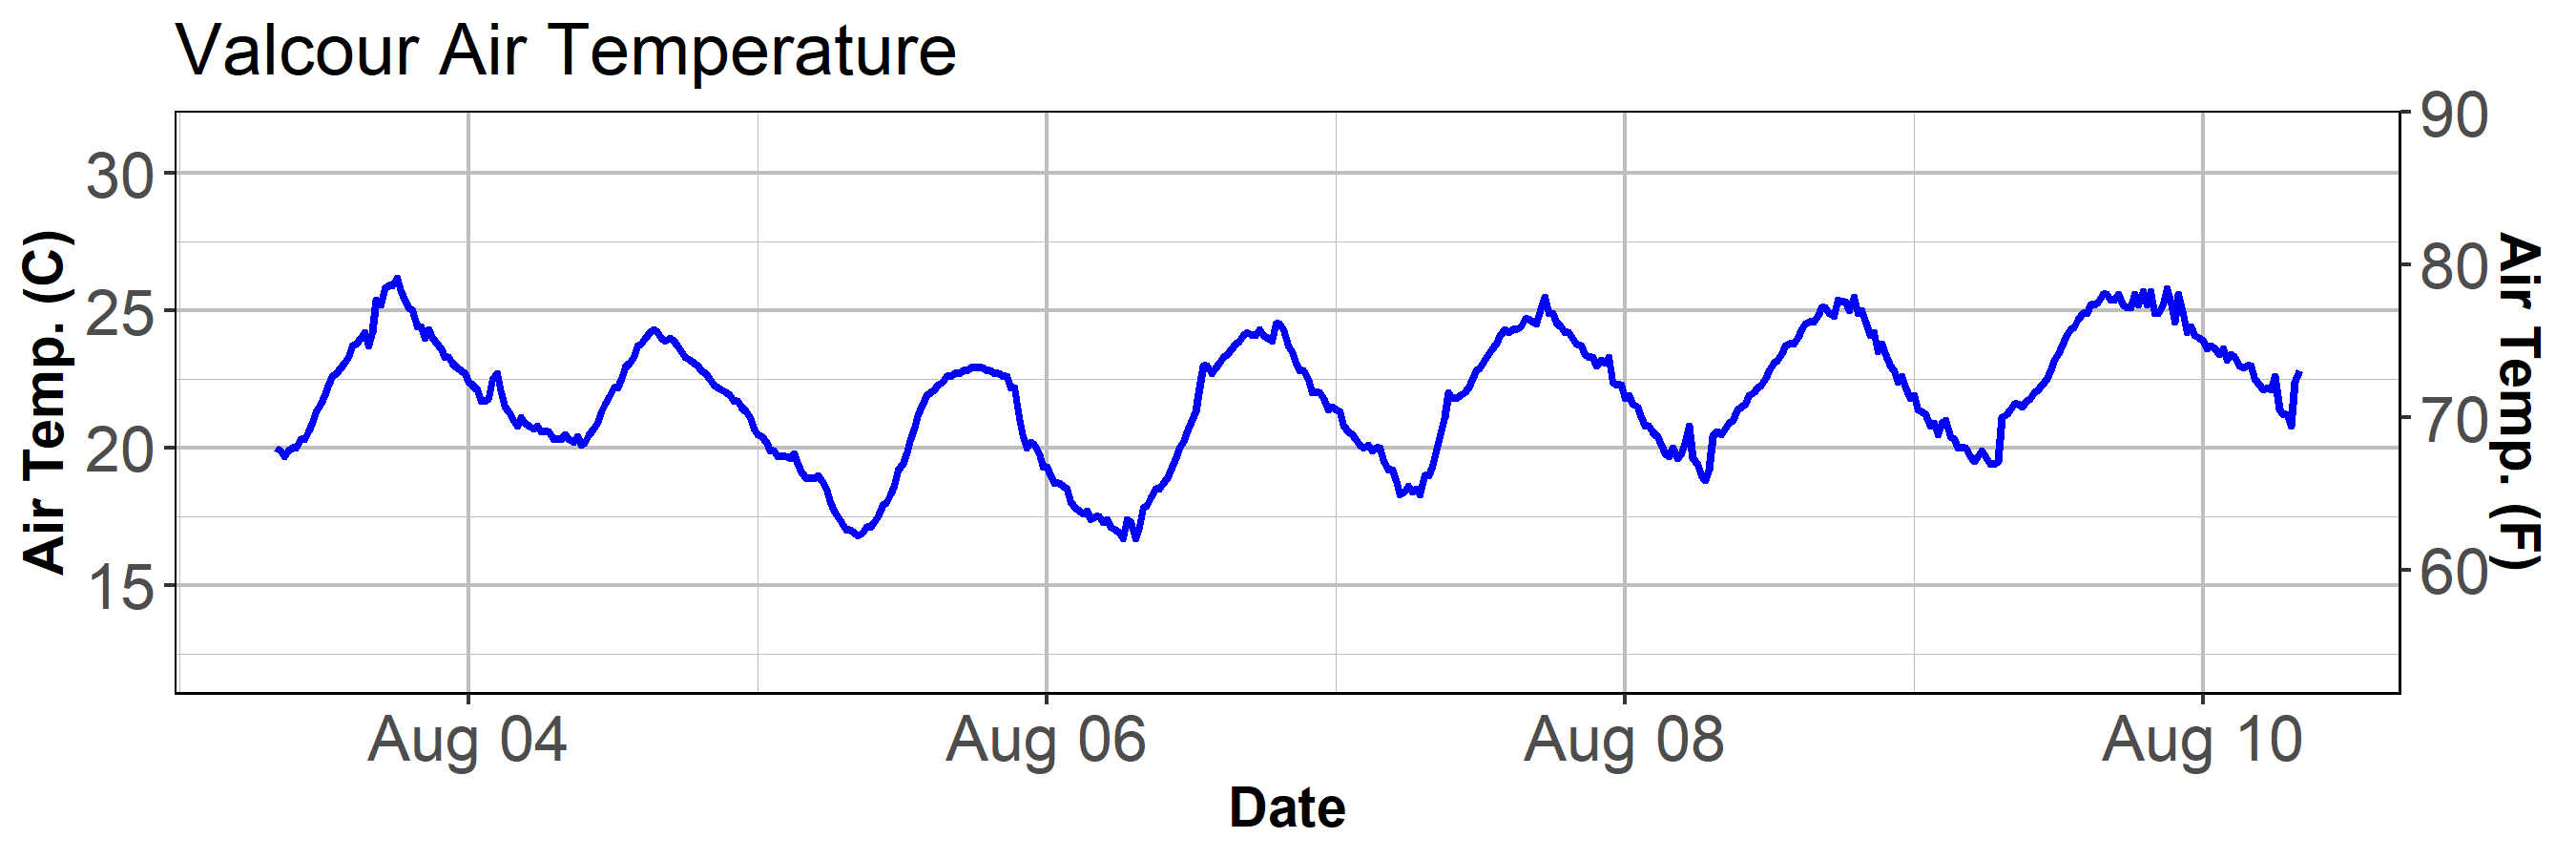 Valcour Air Temperature
Air Temp. (C)
30
25
20
15
90
80
70
60
Air Temp. (F)
Aug 04
Aug 06
Aug 08
Aug 10
Date